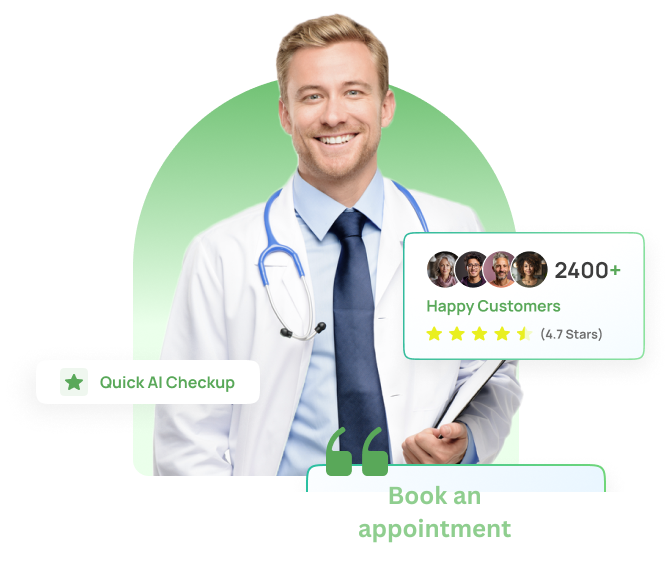 2400+
Happy Customers
(4.7 Stars)
Quick AI Checkup
Book an
appointment